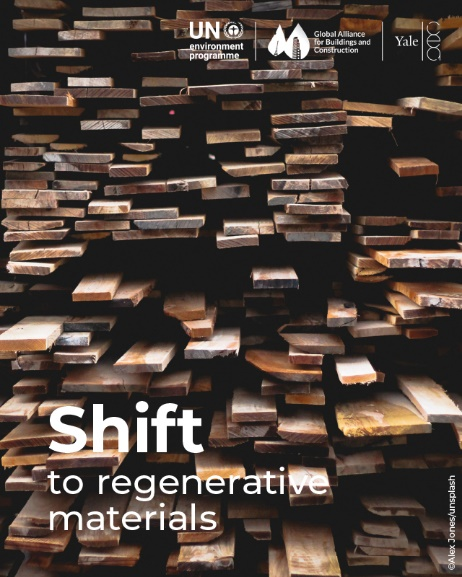 UN
environment
programme
Global Alliance
for Buildings and
Construction
Yale
Shift
to regenerative
materials
©Alex Jones/unsplash